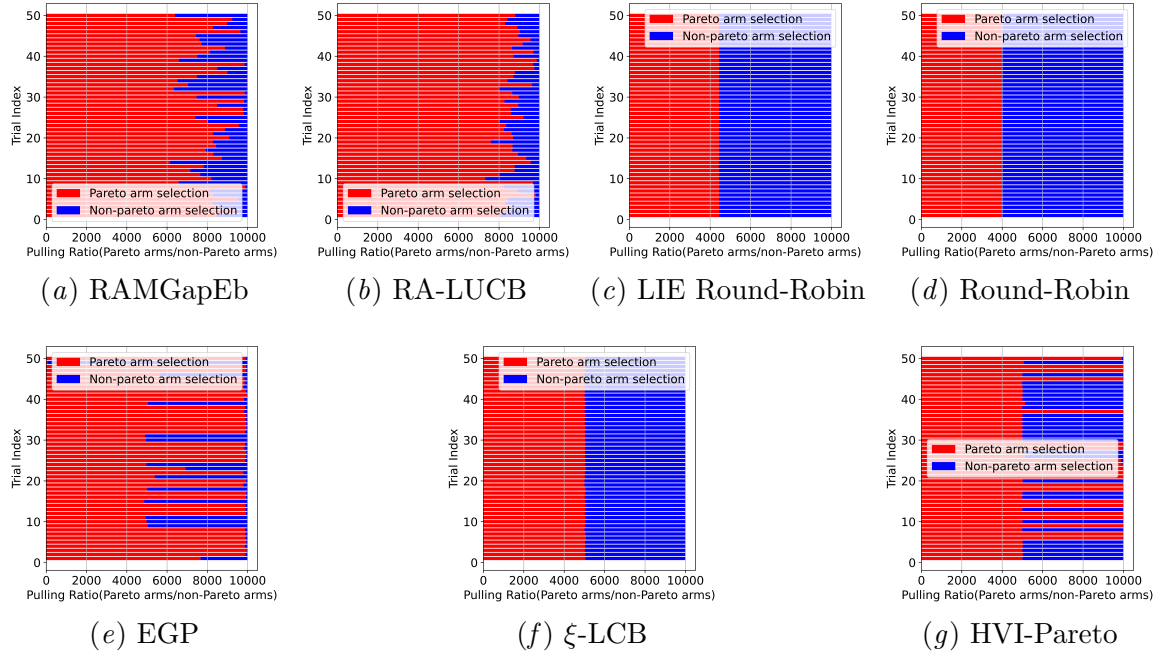 50
40
30
20
10
0
Trial Index
Pareto arm selection
Non-pareto arm selection
0 2000 4000 6000 8000 10000
Pulling Ratio(Pareto arms/non-Pareto arms)
(a) RAMGapEb
50
40
30
20
10
0
Trial Index
Pareto arm selection
Non-pareto arm selection
0 2000 4000 6000 8000 10000
Pulling Ratio(Pareto arms/non-Pareto arms)
(b) RA-LUCB
50
40
30
20
10
0
Trial Index
Pareto arm selection
Non-pareto arm selection
0 2000 4000 6000 8000 10000
Pulling Ratio(Pareto arms/non-Pareto arms)
(c) LIE Round-Robin
50
40
30
20
10
0
Trial Index
Pareto arm selection
Non-pareto arm selection
0 2000 4000 6000 8000 10000
Pulling Ratio(Pareto arms/non-Pareto arms)
(d) Round-Robin
50
40
30
20
10
0
Trial Index
Pareto arm selection
Non-pareto arm selection
0 2000 4000 6000 8000 10000
Pulling Ratio(Pareto arms/non-Pareto arms)
(e) EGP
50
40
30
20
10
0
Trial Index
Pareto arm selection
Non-pareto arm selection
0 2000 4000 6000 8000 10000
Pulling Ratio(Pareto arms/non-Pareto arms)
(f) ξ-LCB
50
40
30
20
10
0
Trial Index
Pareto arm selection
Non-pareto arm selection
0 2000 4000 6000 8000 10000
Pulling Ratio(Pareto arms/non-Pareto arms)
(g) HVI-Pareto